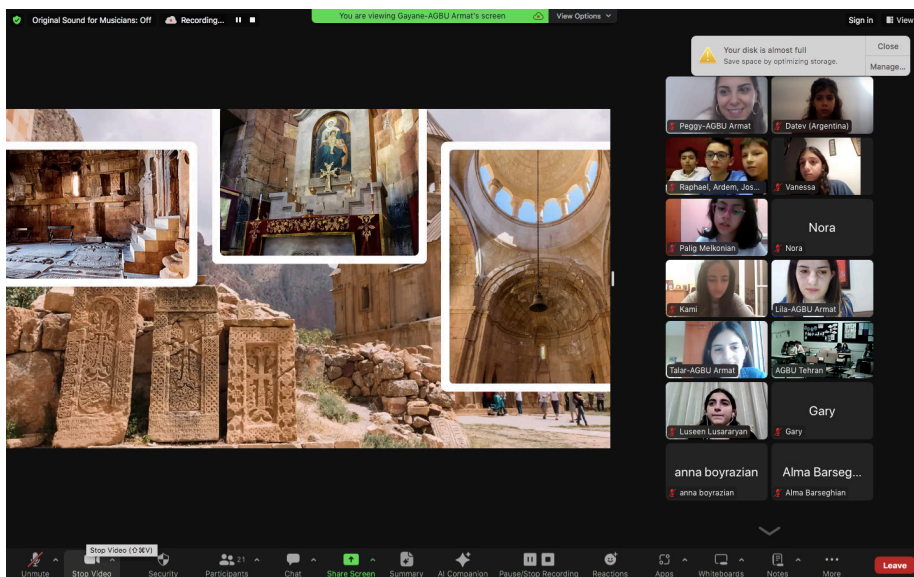 Original Sound for Musicians: Off
Recording...
You are viewing Gayane-AGBU Armat's screen
View Options
Sign in
View
Your disk is almost full
Save space by optimizing storage.
Close
Manage...
Peggy-AGBU Armat
Datev (Argentina)
Raphael, Ardem, Jos...
Vanessa
Palig Melkonian
Nora
Nora
Kami
Lila-AGBU Armat
Talar-AGBU Armat
AGBU Tehran
Luseen Lusararyan
Gary
Gary
anna boyrazian
anna boyrazian
Alma Barseg...
Alma Barseghian
Stop Video (⇧⌘V)
Unmute
Stop Video
Security
21
Participants
Chat
Share Screen
Summary
AI Companion
Pause/Stop Recording
Reactions
Apps
Whiteboards
Notes
More
Leave